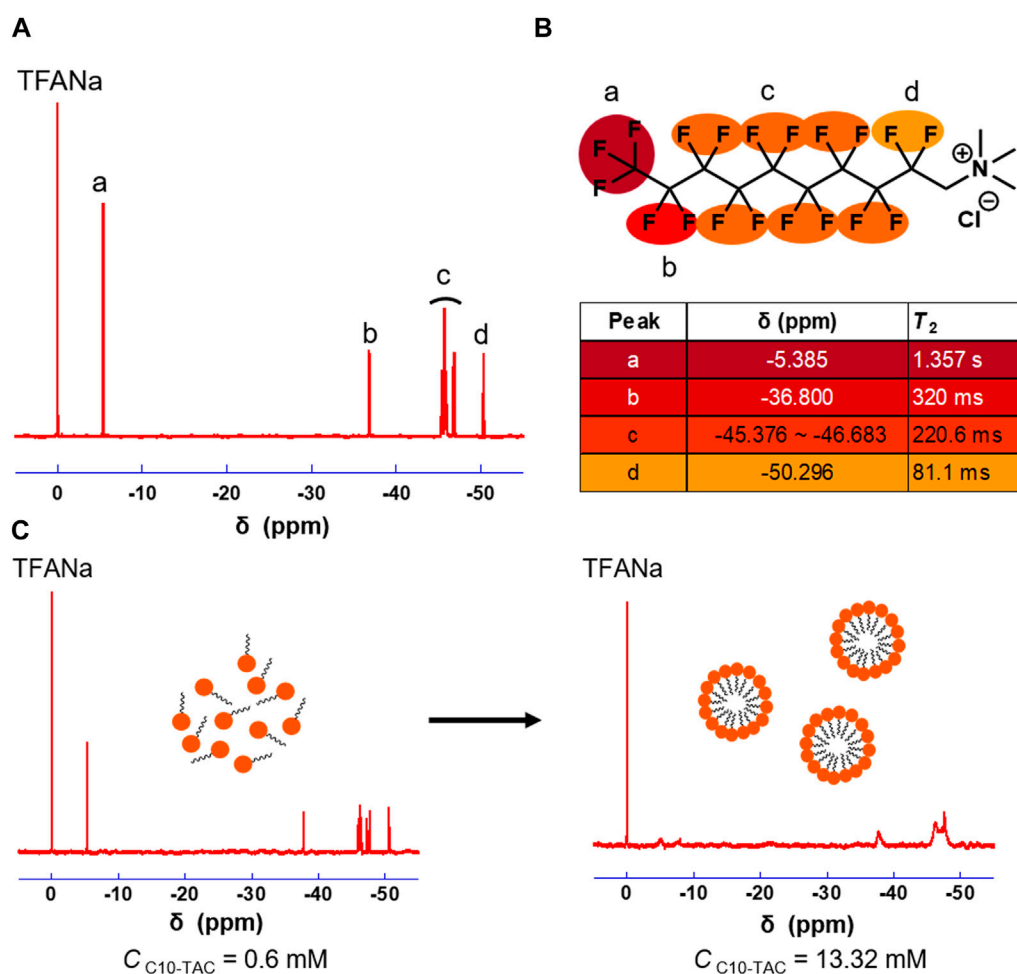 A
TFANa
a
b
c
d
0 -10 -20 -30 -40 -50
δ (ppm)
B
a
c
d
F F F F F F F F F
F
F N ⊕
F F F F F F F F Cl ⊖
b
Peak δ (ppm) T2
a -5.385 1.357 s
b -36.800 320 ms
c -45.376 ~ -46.683 220.6 ms
d -50.296 81.1 ms
C
TFANa
0 -10 -20 -30 -40 -50
δ (ppm)
C C10-TAC = 0.6 mM
TFANa
0 -10 -20 -30 -40 -50
δ (ppm)
C C10-TAC = 13.32 mM